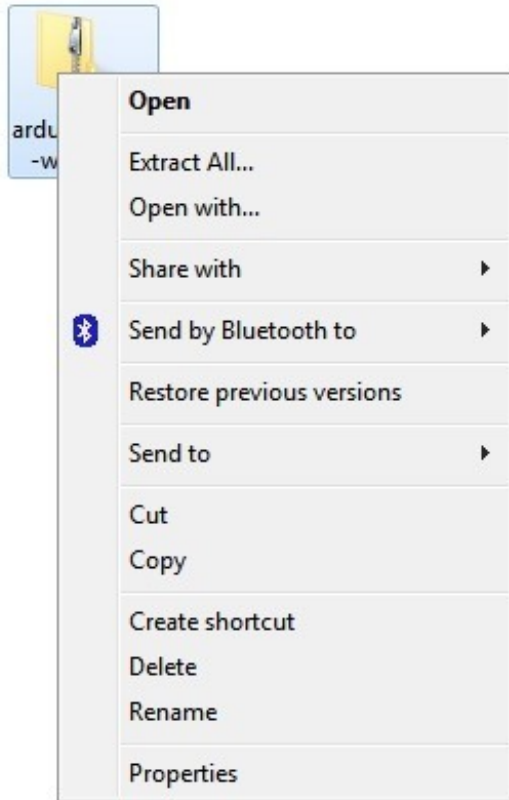 ardu
-w
Open
Extract All...
Open with...
Share with
Send by Bluetooth to
Restore previous versions
Send to
Cut
Copy
Create shortcut
Delete
Rename
Properties